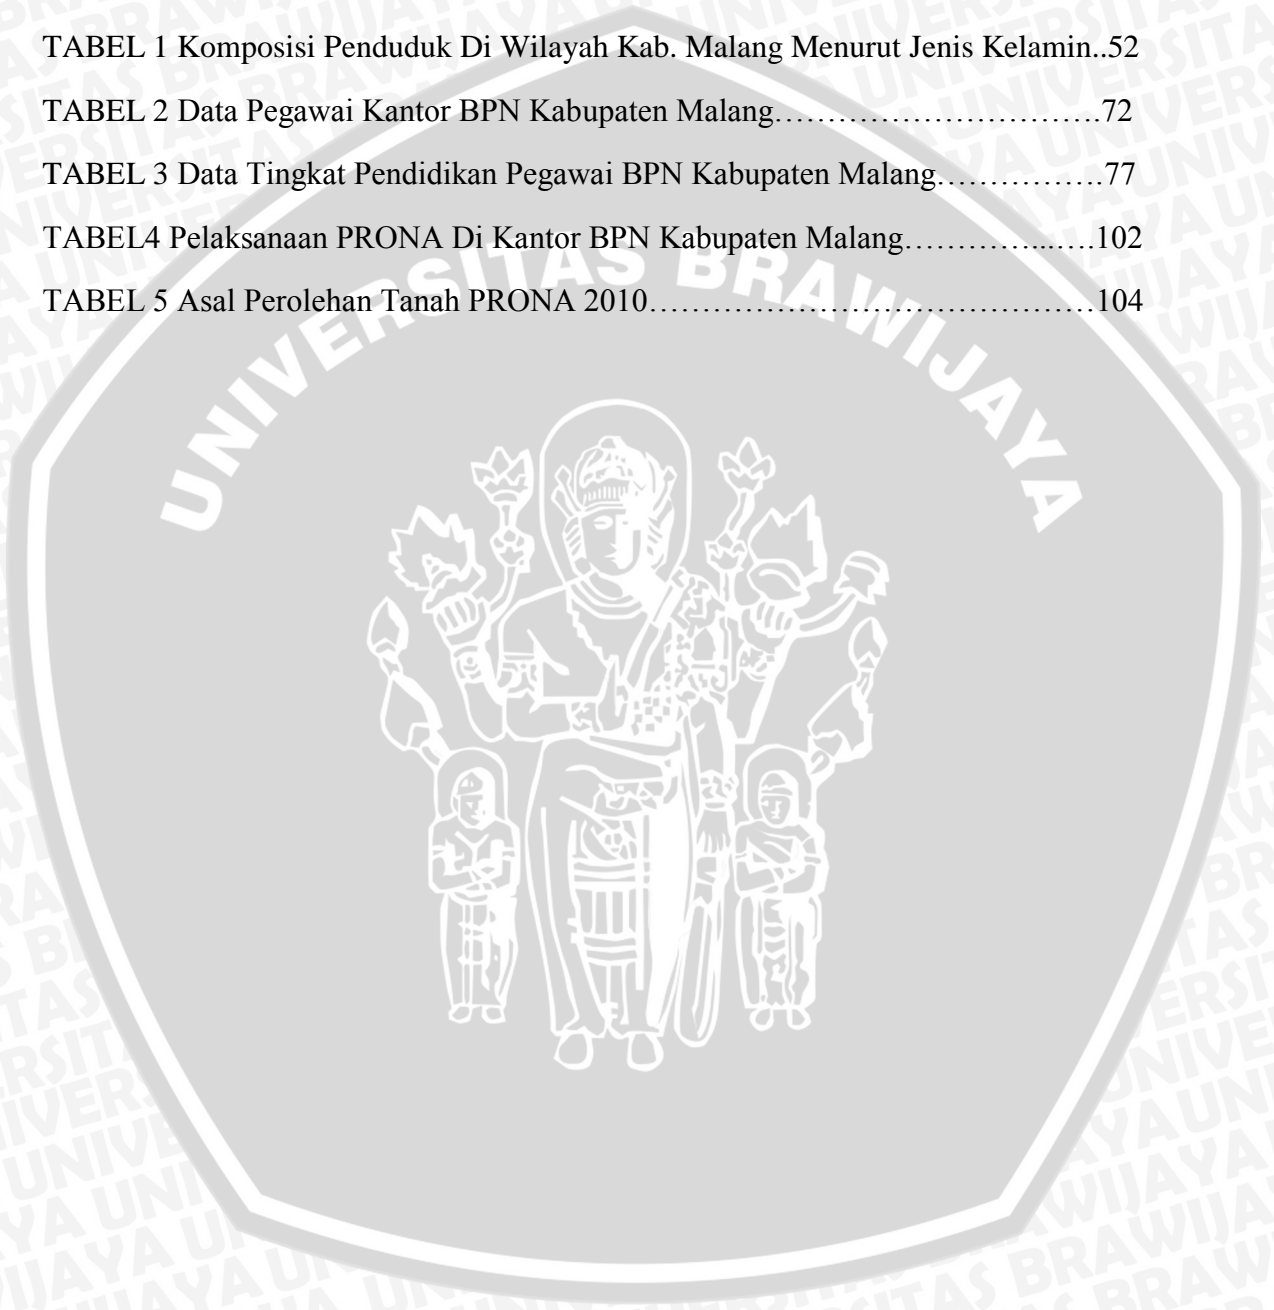 TABEL 1 Komposisi Penduduk Di Wilayah Kab. Malang Menurut Jenis Kelamin..52
TABEL 2 Data Pegawai Kantor BPN Kabupaten Malang………………………….72
TABEL 3 Data Tingkat Pendidikan Pegawai BPN Kabupaten Malang…………….77
TABEL4 Pelaksanaan PRONA Di Kantor BPN Kabupaten Malang…………...….102
TABEL 5 Asal Perolehan Tanah PRONA 2010……………………………………104
UNIVERSITAS BRAWIJAYA